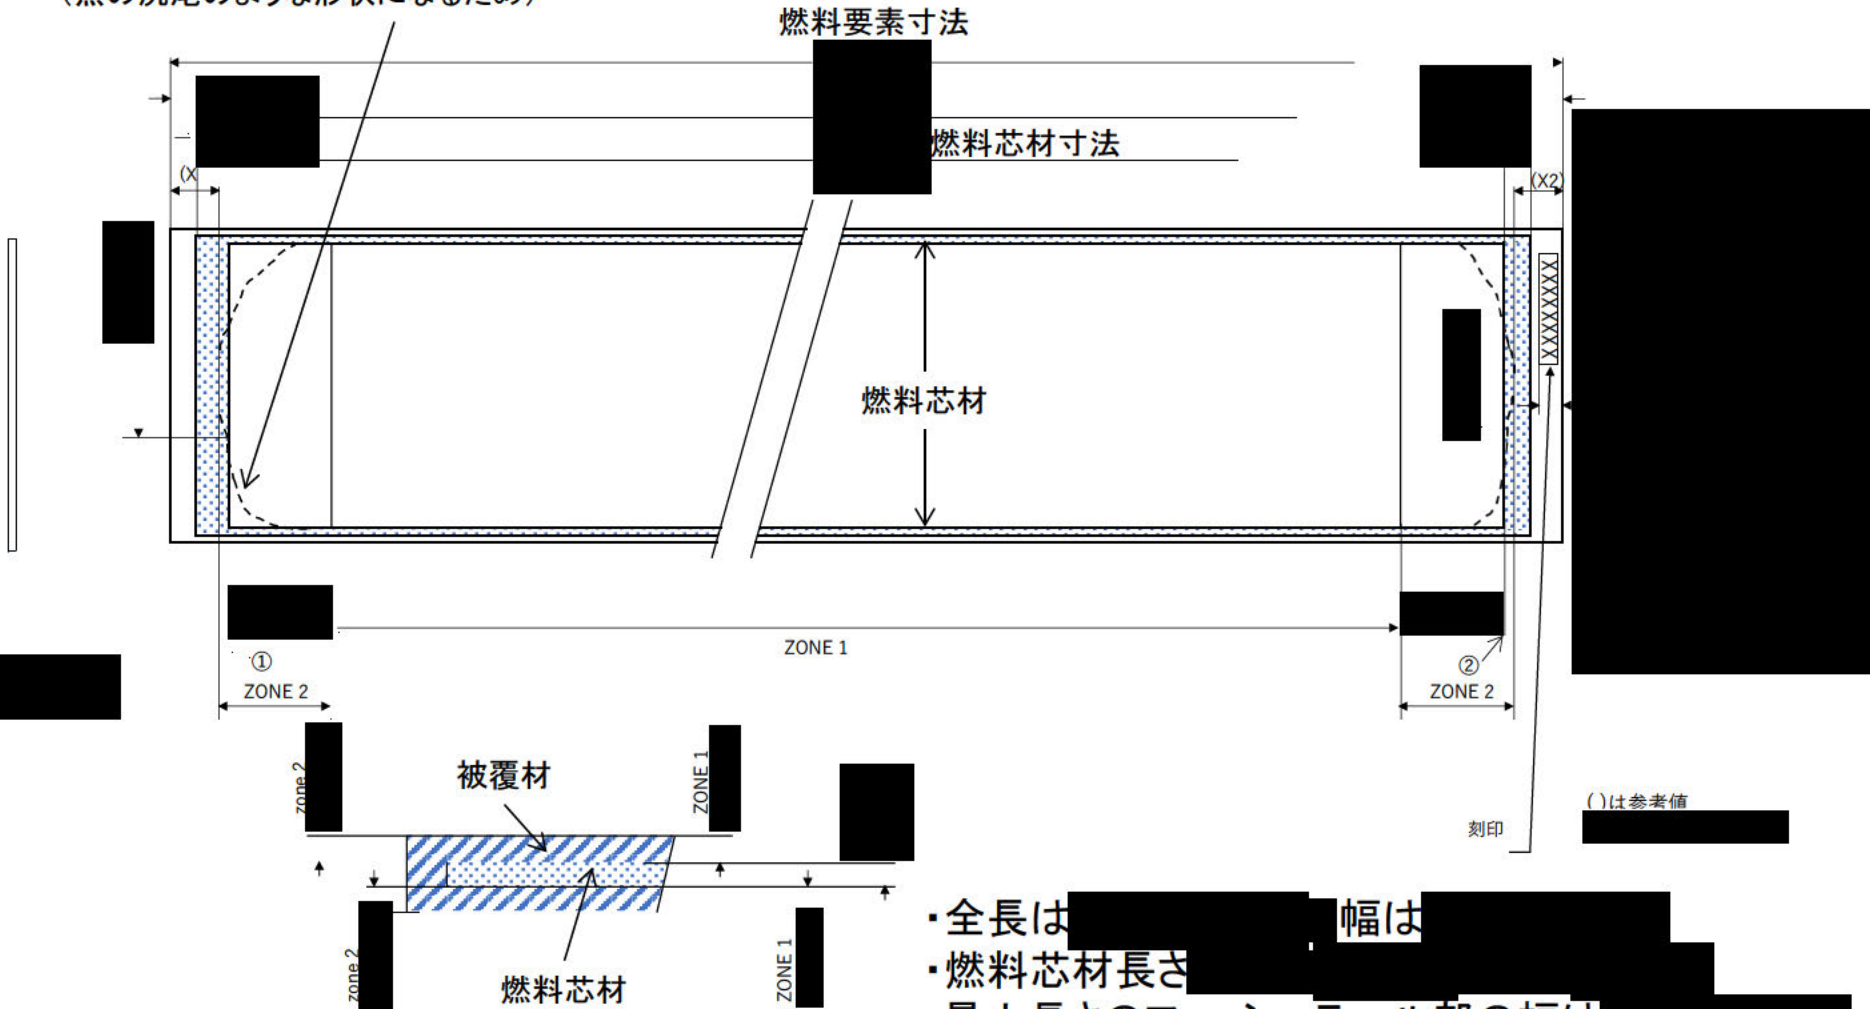 燃料要素寸法
燃料芯材寸法
(X
(X2)
XXXXXXXX
燃料芯材
ZONE 1
①
②
ZONE 2
ZONE 2
zone 2
被覆材
ZONE 1
( )は参考値
刻印
・全長は 幅は
・燃料芯材長さ
zone 2
燃料芯材
ZONE 1